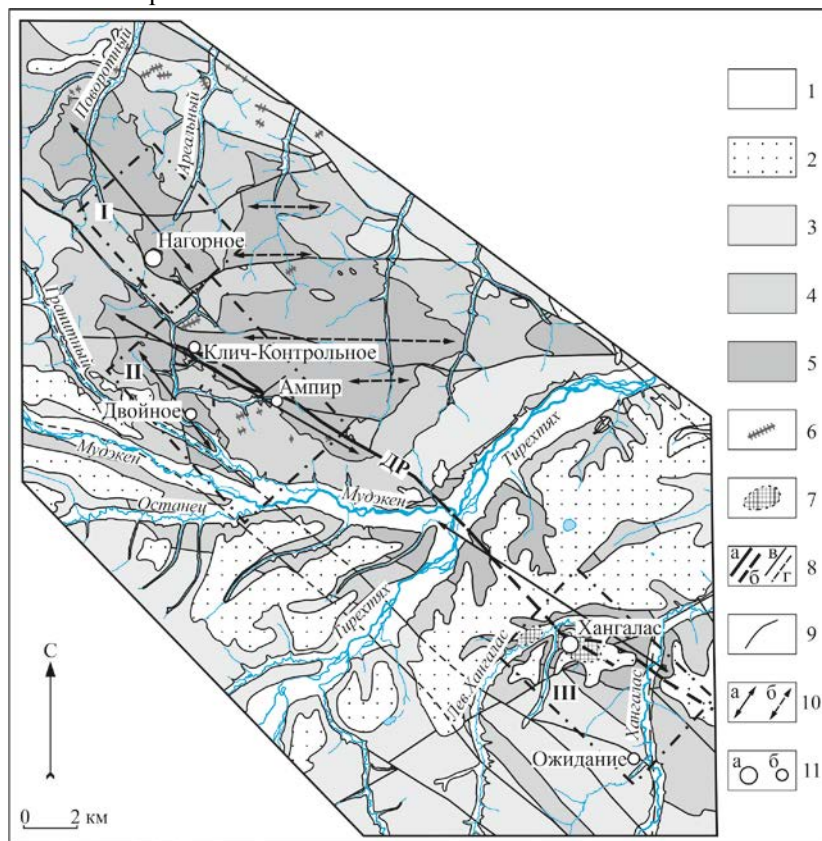 Поворотный
Ареальный
I
Нагорное
Гранитный
Клич-Контрольное
II
Ампир
Двойное
Мудэкен
ДР
Тирехтях
Мудэкен
Останец
Тирехтях
С
Лев.Хангалас
Хангалас
III
Хангалас
Ожидание
0 2 км
1
2
3
4
5
6
7
а б в г 8
9
а б 10
а б 11